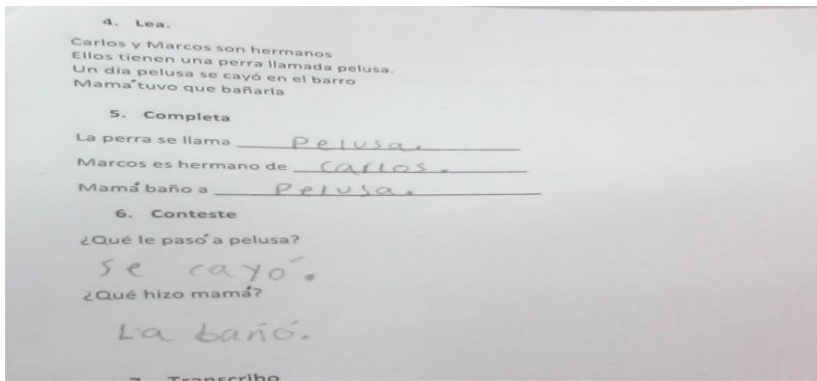 4. Lea.
Carlos y Marcos son hermanos
Ellos tienen una perra llamada pelusa.
Un día pelusa se cayó en el barro
Mamá tuvo que bañarla
5. Completa
La perra se llama Pelusa.
Marcos es hermano de Carlos.
Mamá baño a Pelusa.
6. Conteste
¿Qué le pasó a pelusa?
se cayó.
¿Qué hizo mamá?
La bañó.
Transcriba